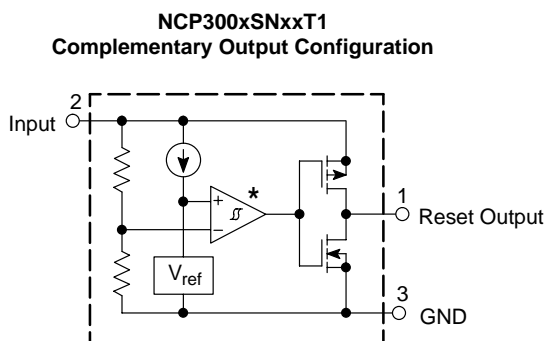 NCP300xSNxxT1
Complementary Output Configuration
2
Input
*
+
−
Vref
1
Reset Output
3
GND